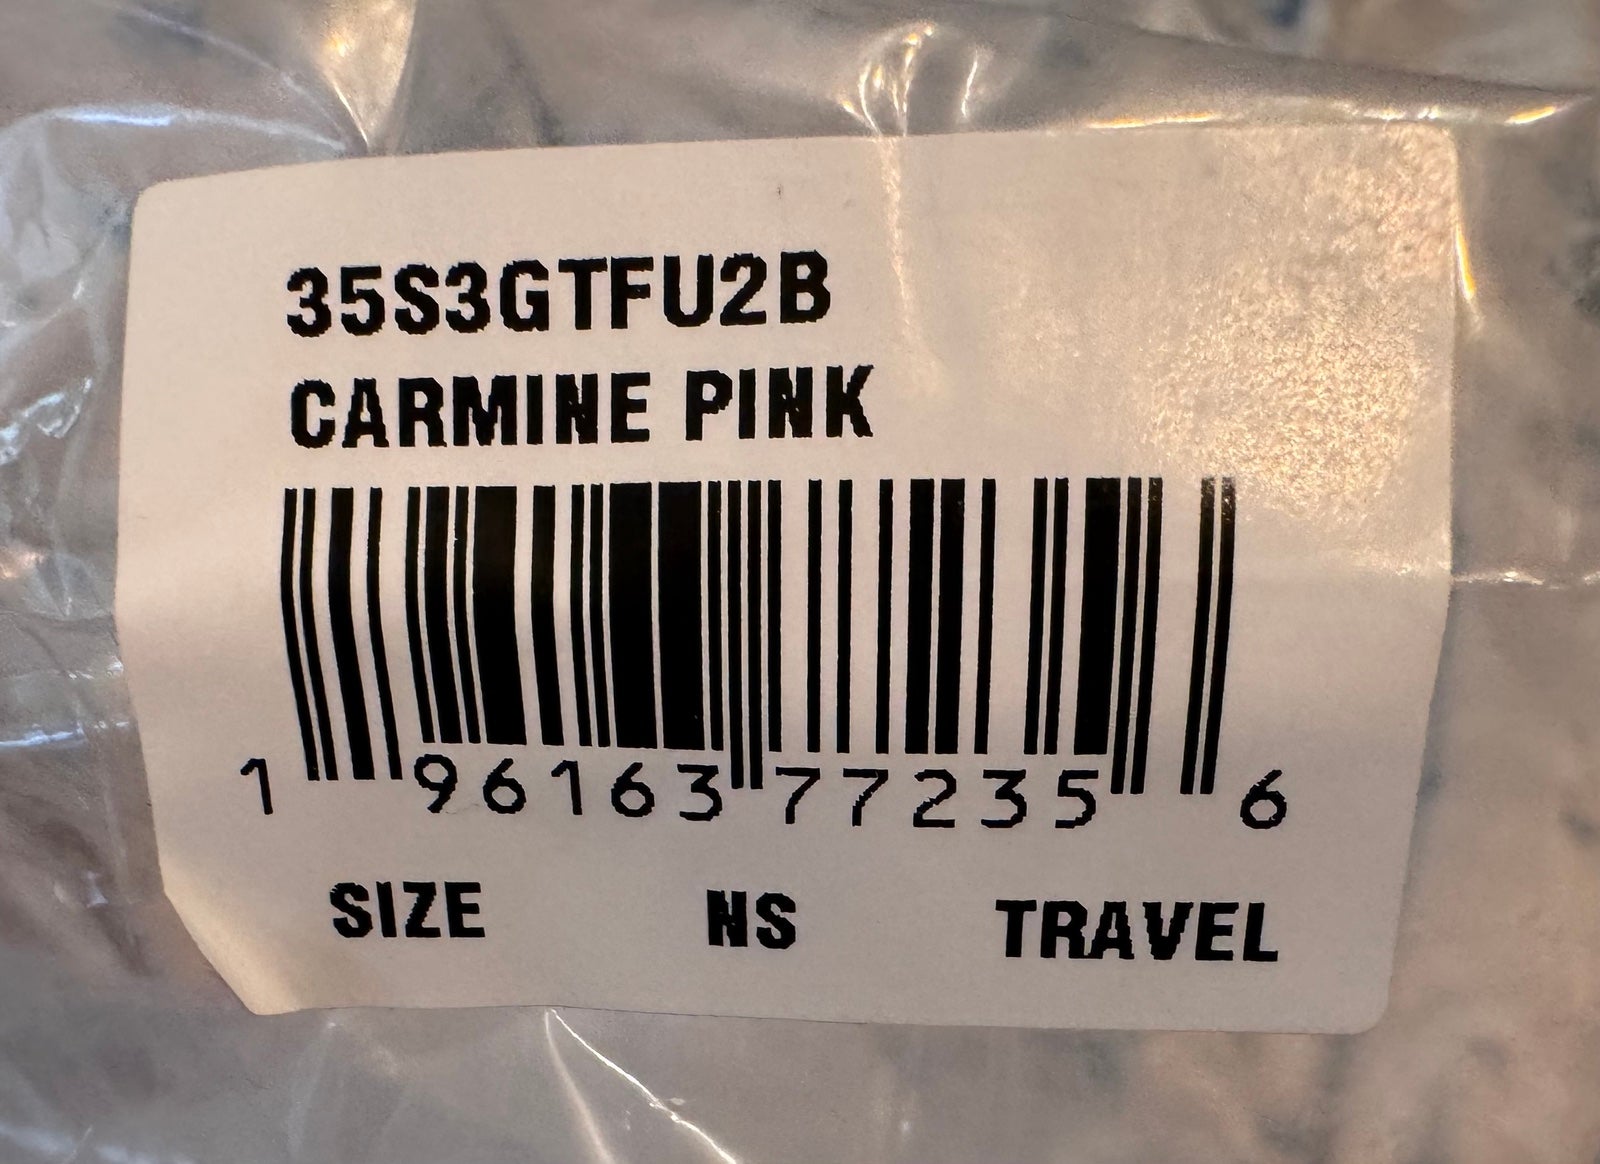 35S3GTFU2B
CARMINE PINK
1 96163 77235 6
SIZE NS TRAVEL